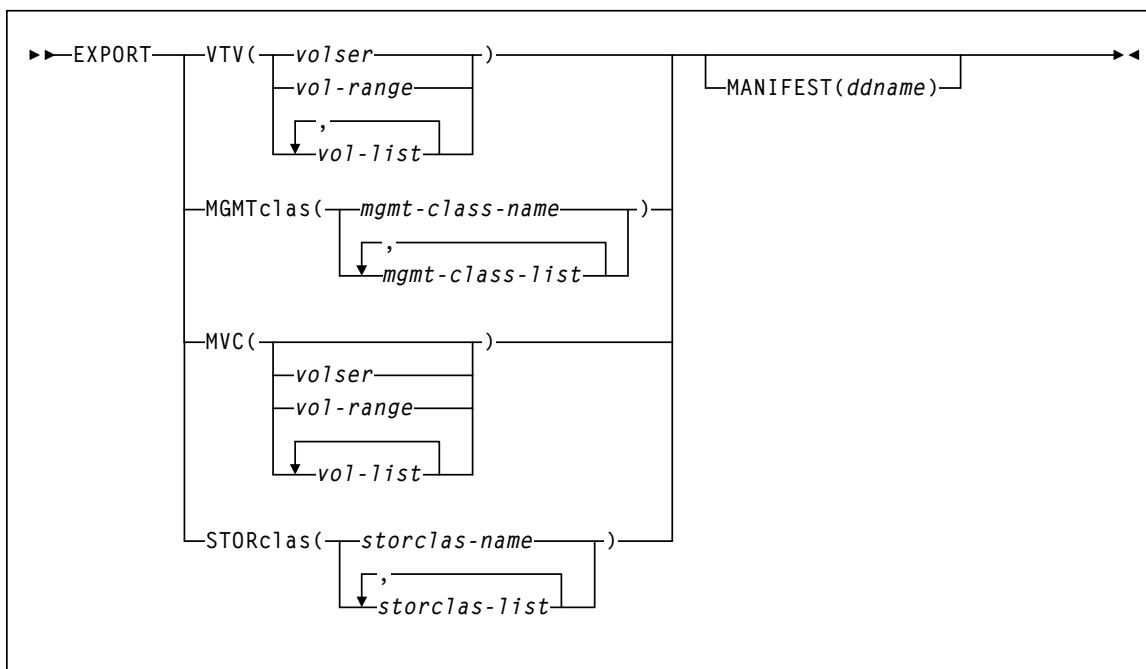 EXPORT VTV( volser ) MANIFEST(ddname)
vol-range
,
vol-list
MGMTclas( mgmt-class-name )
,
mgmt-class-list
MVC( )
volser
vol-range
vol-list
STORclas( storclas-name )
,
storclas-list